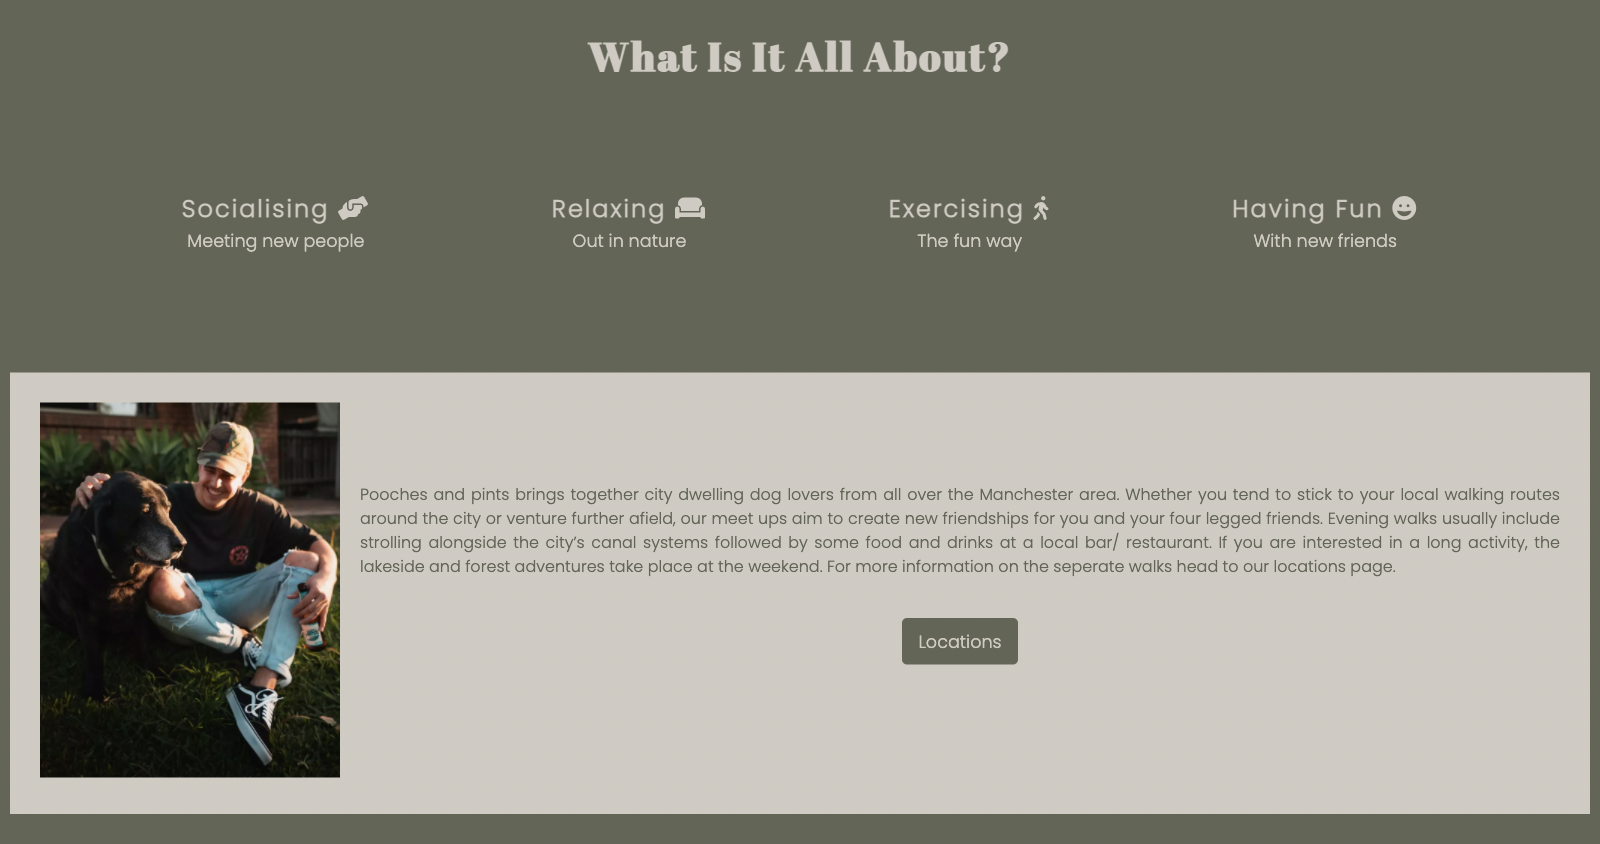 What Is It All About?
Socialising
Meeting new people
Relaxing
Out in nature
Exercising
The fun way
Having Fun
With new friends
Pooches and pints brings together city dwelling dog lovers from all over the Manchester area. Whether you tend to stick to your local walking routes
around the city or venture further afield, our meet ups aim to create new friendships for you and your four legged friends. Evening walks usually include
strolling alongside the city’s canal systems followed by some food and drinks at a local bar/ restaurant. If you are interested in a long activity, the
lakeside and forest adventures take place at the weekend. For more information on the seperate walks head to our locations page.
Locations